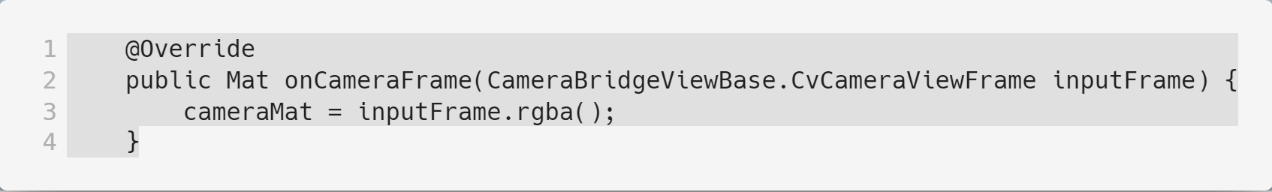 1 @Override
2 public Mat onCameraFrame(CameraBridgeViewBase.CvCameraViewFrame inputFrame) {
3 cameraMat = inputFrame.rgba();
4 }